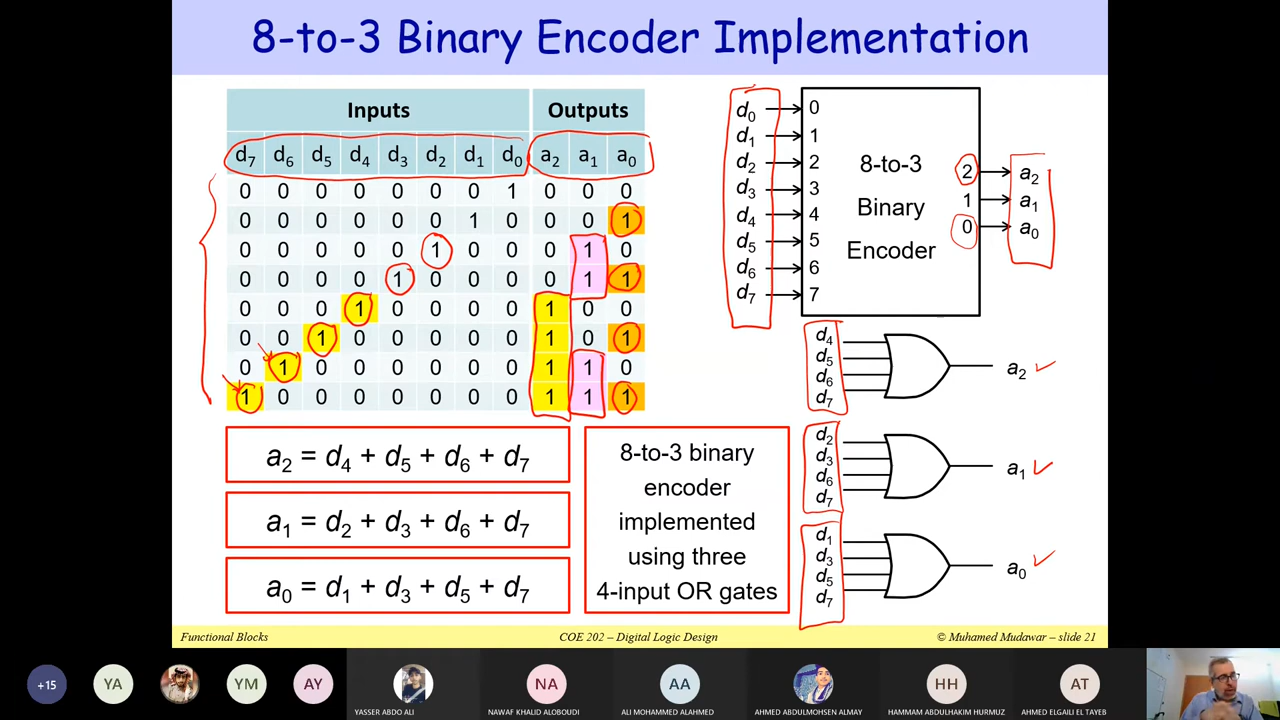 8-to-3 Binary Encoder Implementation
Inputs Outputs
d7 d6 d5 d4 d3 d2 d1 d0 a2 a1 a0
0 0 0 0 0 0 0 1 0 0 0
0 0 0 0 0 0 1 0 0 0 1
0 0 0 0 0 1 0 0 0 1 0
0 0 0 0 1 0 0 0 0 1 1
0 0 0 1 0 0 0 0 1 0 0
0 0 1 0 0 0 0 0 1 0 1
0 1 0 0 0 0 0 0 1 1 0
1 0 0 0 0 0 0 0 1 1 1
a2 = d4 + d5 + d6 + d7
a1 = d2 + d3 + d6 + d7
a0 = d1 + d3 + d5 + d7
8-to-3 binary
encoder
implemented
using three
4-input OR gates
d0 0
d1 1
d2 2
d3 3
d4 4
d5 5
d6 6
d7 7
8-to-3
Binary
Encoder
2 a2
1 a1
0 a0
d4
d5
d6
d7
a2
d2
d3
d6
d7
a1
d1
d3
d5
d7
a0
Functional Blocks COE 202 – Digital Logic Design © Muhamed Mudawar – slide 21
+15 YA YM AY NA AA HH AT
YASSER ABDO ALI NAWAF KHALID ALOBOUDI ALI MOHAMMED ALAHMED AHMED ABDULMOHSEN ALMAY HAMMAM ABDULHAKIM HURMUZ AHMED ELGAILI EL TAYEB